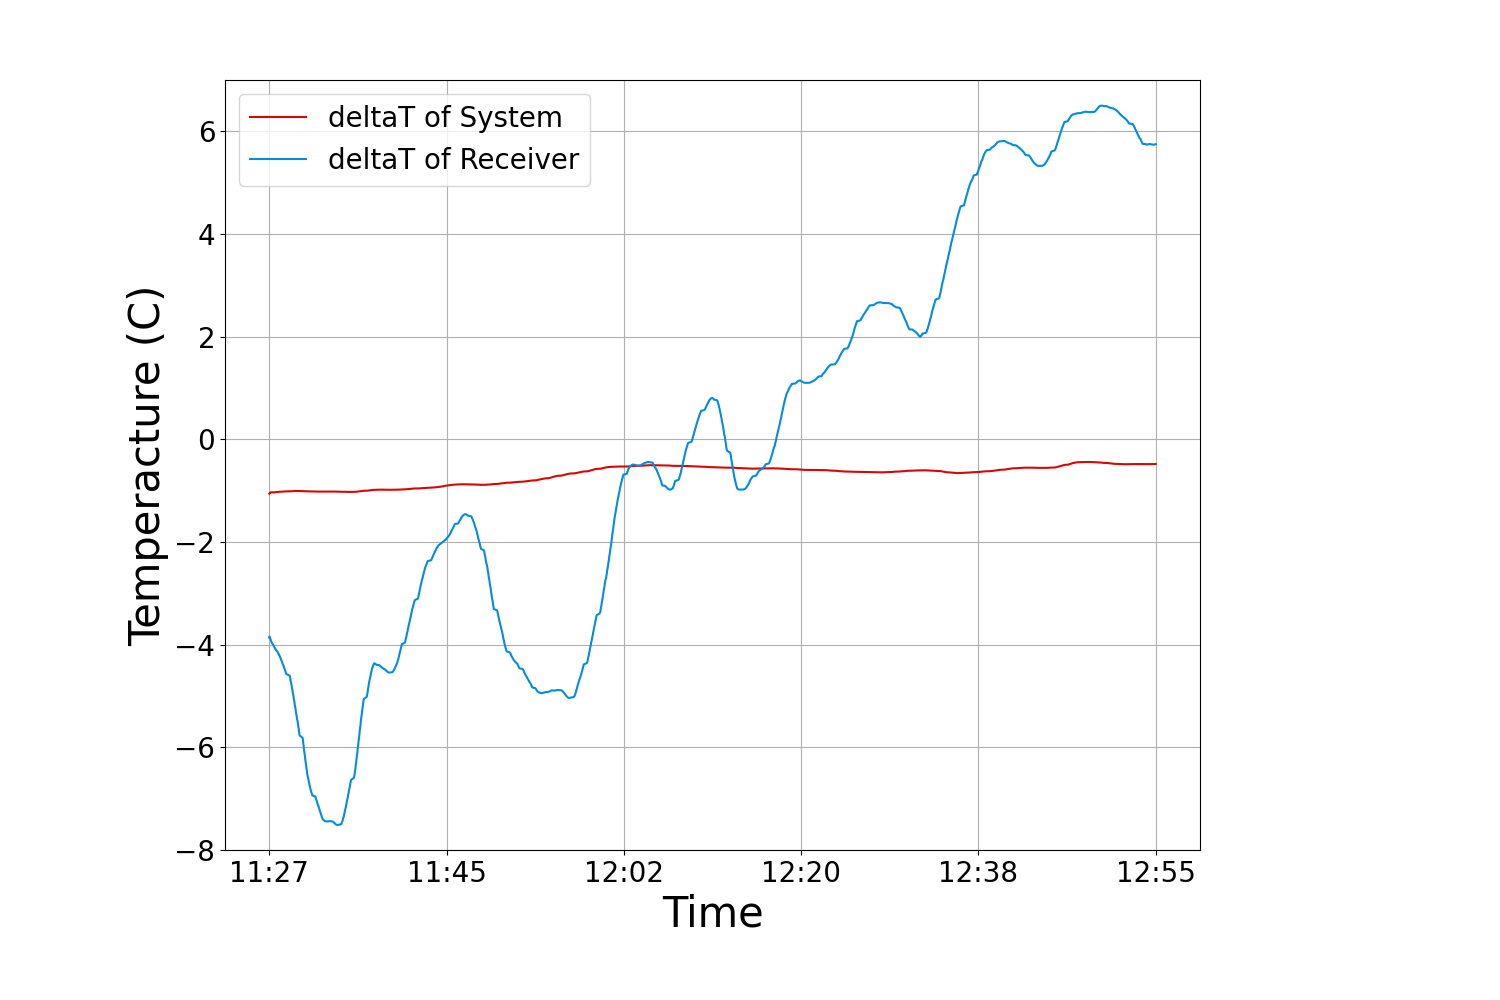 deltaT of System
deltaT of Receiver
Temperacture (C)
6
4
2
0
−2
−4
−6
−8
11:27 11:45 12:02 12:20 12:38 12:55
Time